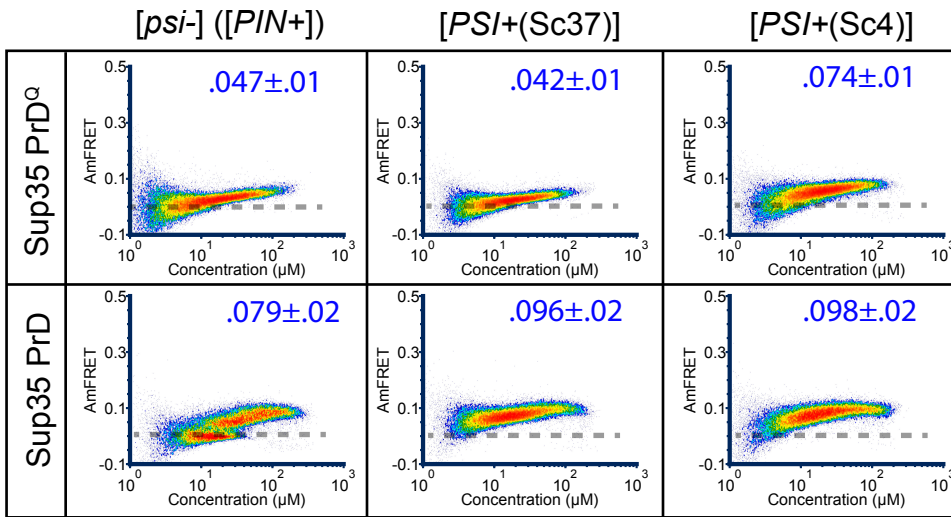 [psi-] ([PIN+]) [PSI+(Sc37)] [PSI+(Sc4)]
Sup35 PrD^Q
0.5 0.3 0.1 -0.1
AmFRET
.047±.01
10^0 10^1 10^2 10^3
Concentration (µM)
0.5 0.3 0.1 -0.1
AmFRET
.042±.01
10^0 10^1 10^2 10^3
Concentration (µM)
0.5 0.3 0.1 -0.1
AmFRET
.074±.01
10^0 10^1 10^2 10^3
Concentration (µM)
Sup35 PrD
0.5 0.3 0.1 -0.1
AmFRET
.079±.02
10^0 10^1 10^2 10^3
Concentration (µM)
0.5 0.3 0.1 -0.1
AmFRET
.096±.02
10^0 10^1 10^2 10^3
Concentration (µM)
0.5 0.3 0.1 -0.1
AmFRET
.098±.02
10^0 10^1 10^2 10^3
Concentration (µM)